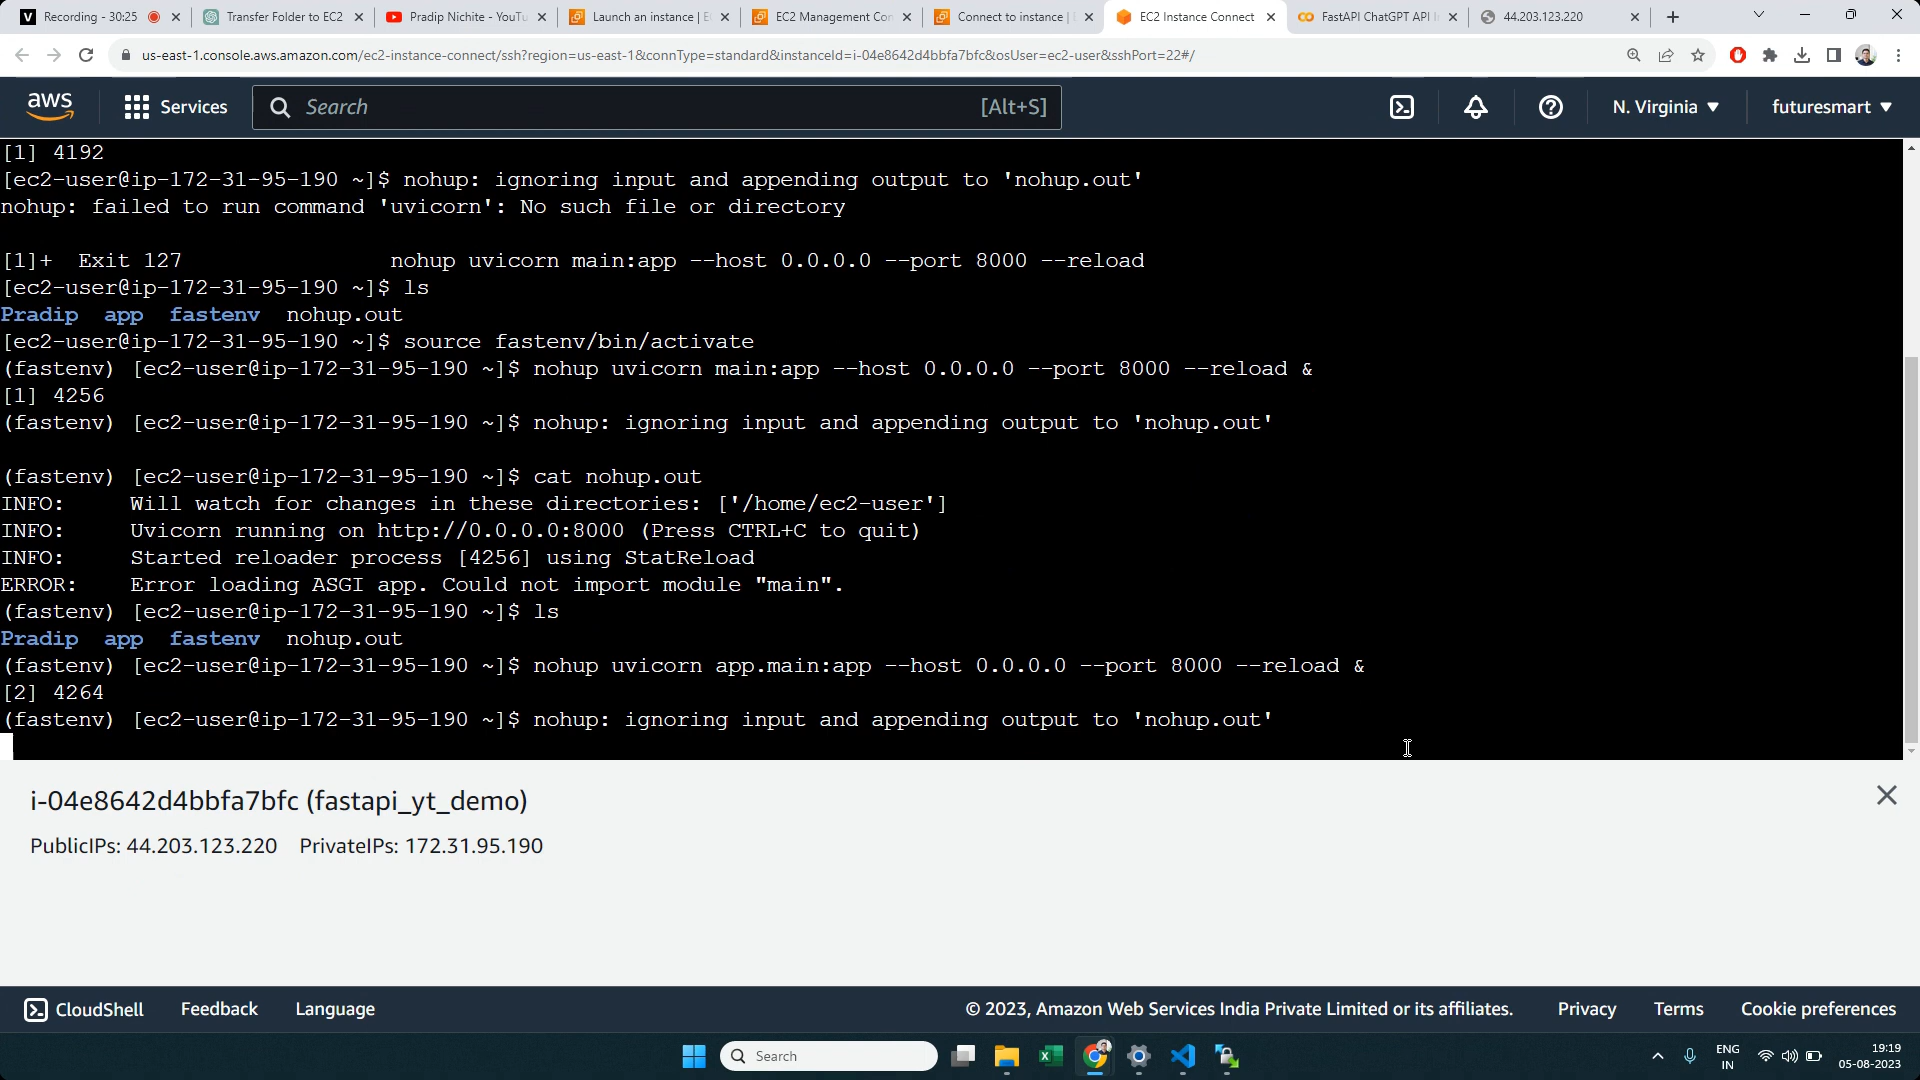 Recording - 30:25
Transfer Folder to EC2
Pradip Nichite - YouTu
Launch an instance | E
EC2 Management Con
Connect to instance |
EC2 Instance Connect
FastAPI ChatGPT API I
44.203.123.220
us-east-1.console.aws.amazon.com/ec2-instance-connect/ssh?region=us-east-1&connType=standard&instanceId=i-04e8642d4bbfa7bfc&osUser=ec2-user&sshPort=22#/
aws Services Search [Alt+S] N. Virginia futuresmart
[1] 4192
[ec2-user@ip-172-31-95-190 ~]$ nohup: ignoring input and appending output to 'nohup.out'
nohup: failed to run command 'uvicorn': No such file or directory
[1]+  Exit 127                nohup uvicorn main:app --host 0.0.0.0 --port 8000 --reload
[ec2-user@ip-172-31-95-190 ~]$ ls
Pradip  app  fastenv  nohup.out
[ec2-user@ip-172-31-95-190 ~]$ source fastenv/bin/activate
(fastenv) [ec2-user@ip-172-31-95-190 ~]$ nohup uvicorn main:app --host 0.0.0.0 --port 8000 --reload &
[1] 4256
(fastenv) [ec2-user@ip-172-31-95-190 ~]$ nohup: ignoring input and appending output to 'nohup.out'
(fastenv) [ec2-user@ip-172-31-95-190 ~]$ cat nohup.out
INFO:     Will watch for changes in these directories: ['/home/ec2-user']
INFO:     Uvicorn running on http://0.0.0.0:8000 (Press CTRL+C to quit)
INFO:     Started reloader process [4256] using StatReload
ERROR:    Error loading ASGI app. Could not import module "main".
(fastenv) [ec2-user@ip-172-31-95-190 ~]$ ls
Pradip  app  fastenv  nohup.out
(fastenv) [ec2-user@ip-172-31-95-190 ~]$ nohup uvicorn app.main:app --host 0.0.0.0 --port 8000 --reload &
[2] 4264
(fastenv) [ec2-user@ip-172-31-95-190 ~]$ nohup: ignoring input and appending output to 'nohup.out'
i-04e8642d4bbfa7bfc (fastapi_yt_demo)
PublicIPs: 44.203.123.220 PrivateIPs: 172.31.95.190
CloudShell Feedback Language © 2023, Amazon Web Services India Private Limited or its affiliates. Privacy Terms Cookie preferences
Search
ENG
IN
19:19
05-08-2023